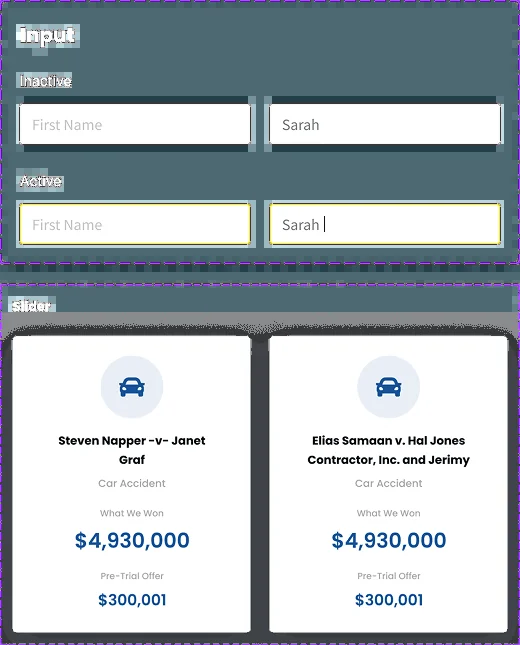 Input
Inactive
First Name
Sarah
Active
First Name
Sarah
Slider
Steven Napper -v- Janet
Graf
Car Accident
What We Won
$4,930,000
Pre-Trial Offer
$300,001
Elias Samaan v. Hal Jones
Contractor, Inc. and Jerimy
Car Accident
What We Won
$4,930,000
Pre-Trial Offer
$300,001